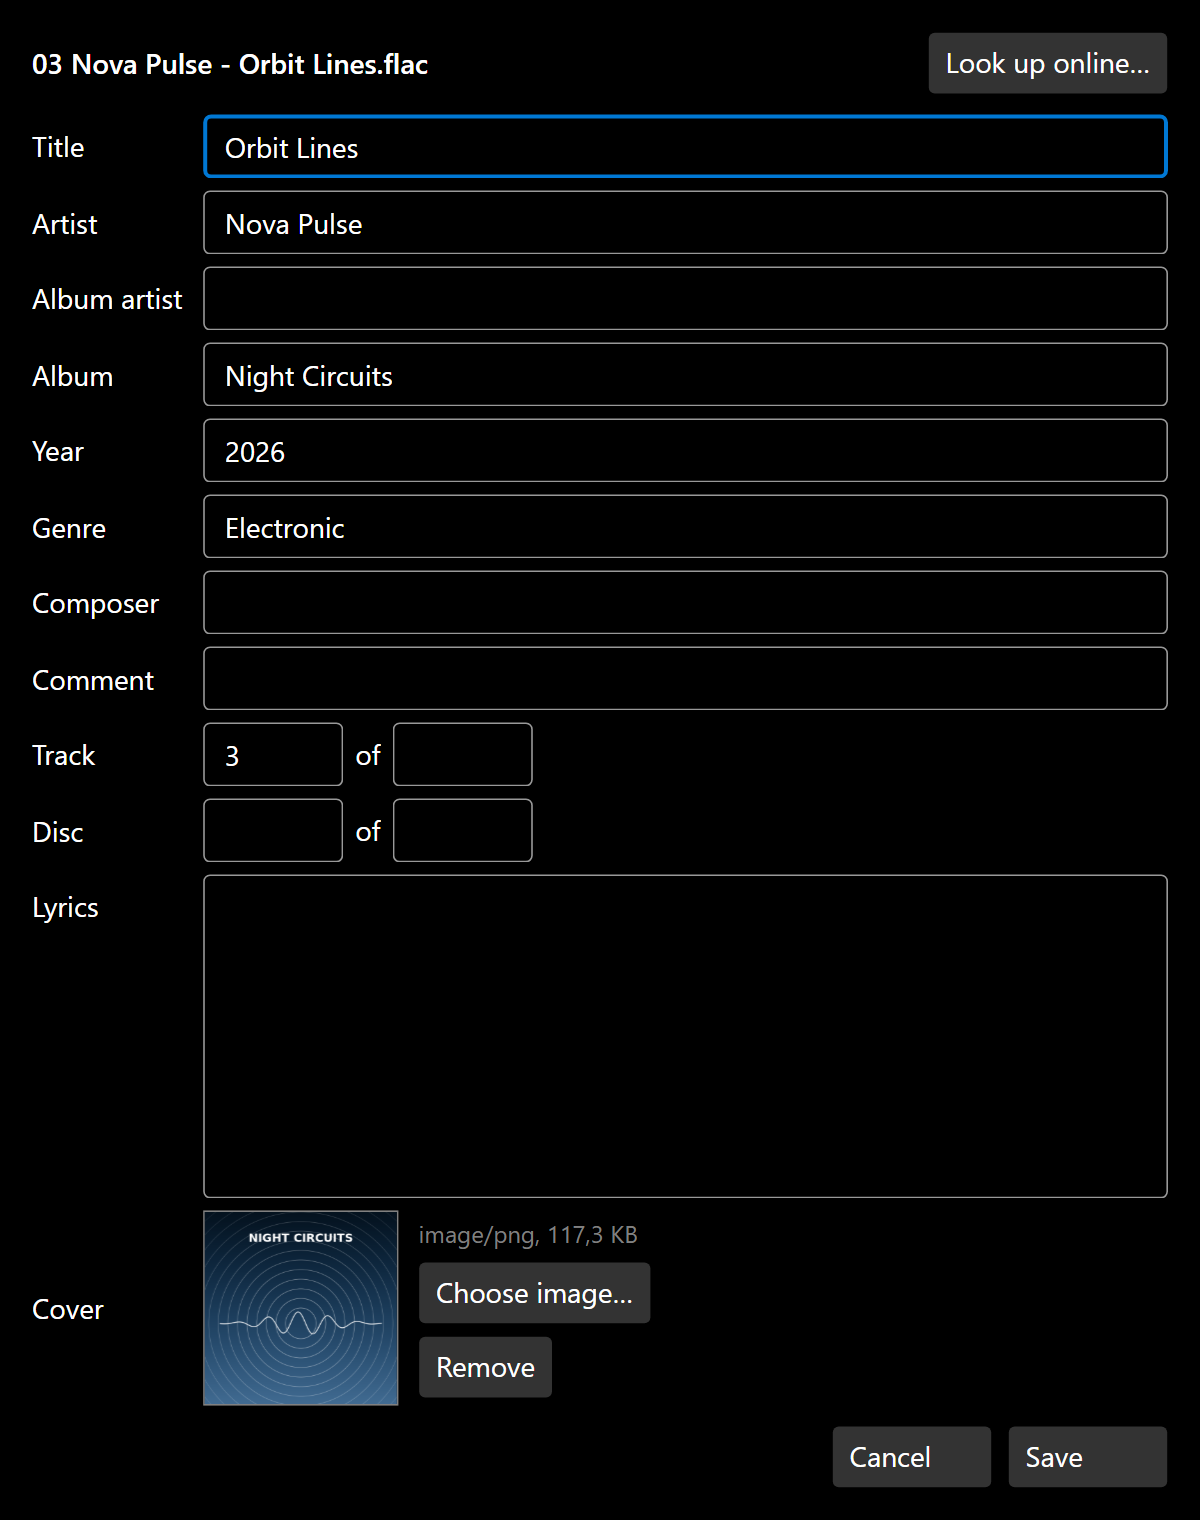 03 Nova Pulse - Orbit Lines.flac
Look up online...
Title
Orbit Lines
Artist
Nova Pulse
Album artist
Album
Night Circuits
Year
2026
Genre
Electronic
Composer
Comment
Track
3 of
Disc
of
Lyrics
NIGHT CIRCUITS
image/png, 117,3 KB
Choose image...
Cover
Remove
Cancel
Save